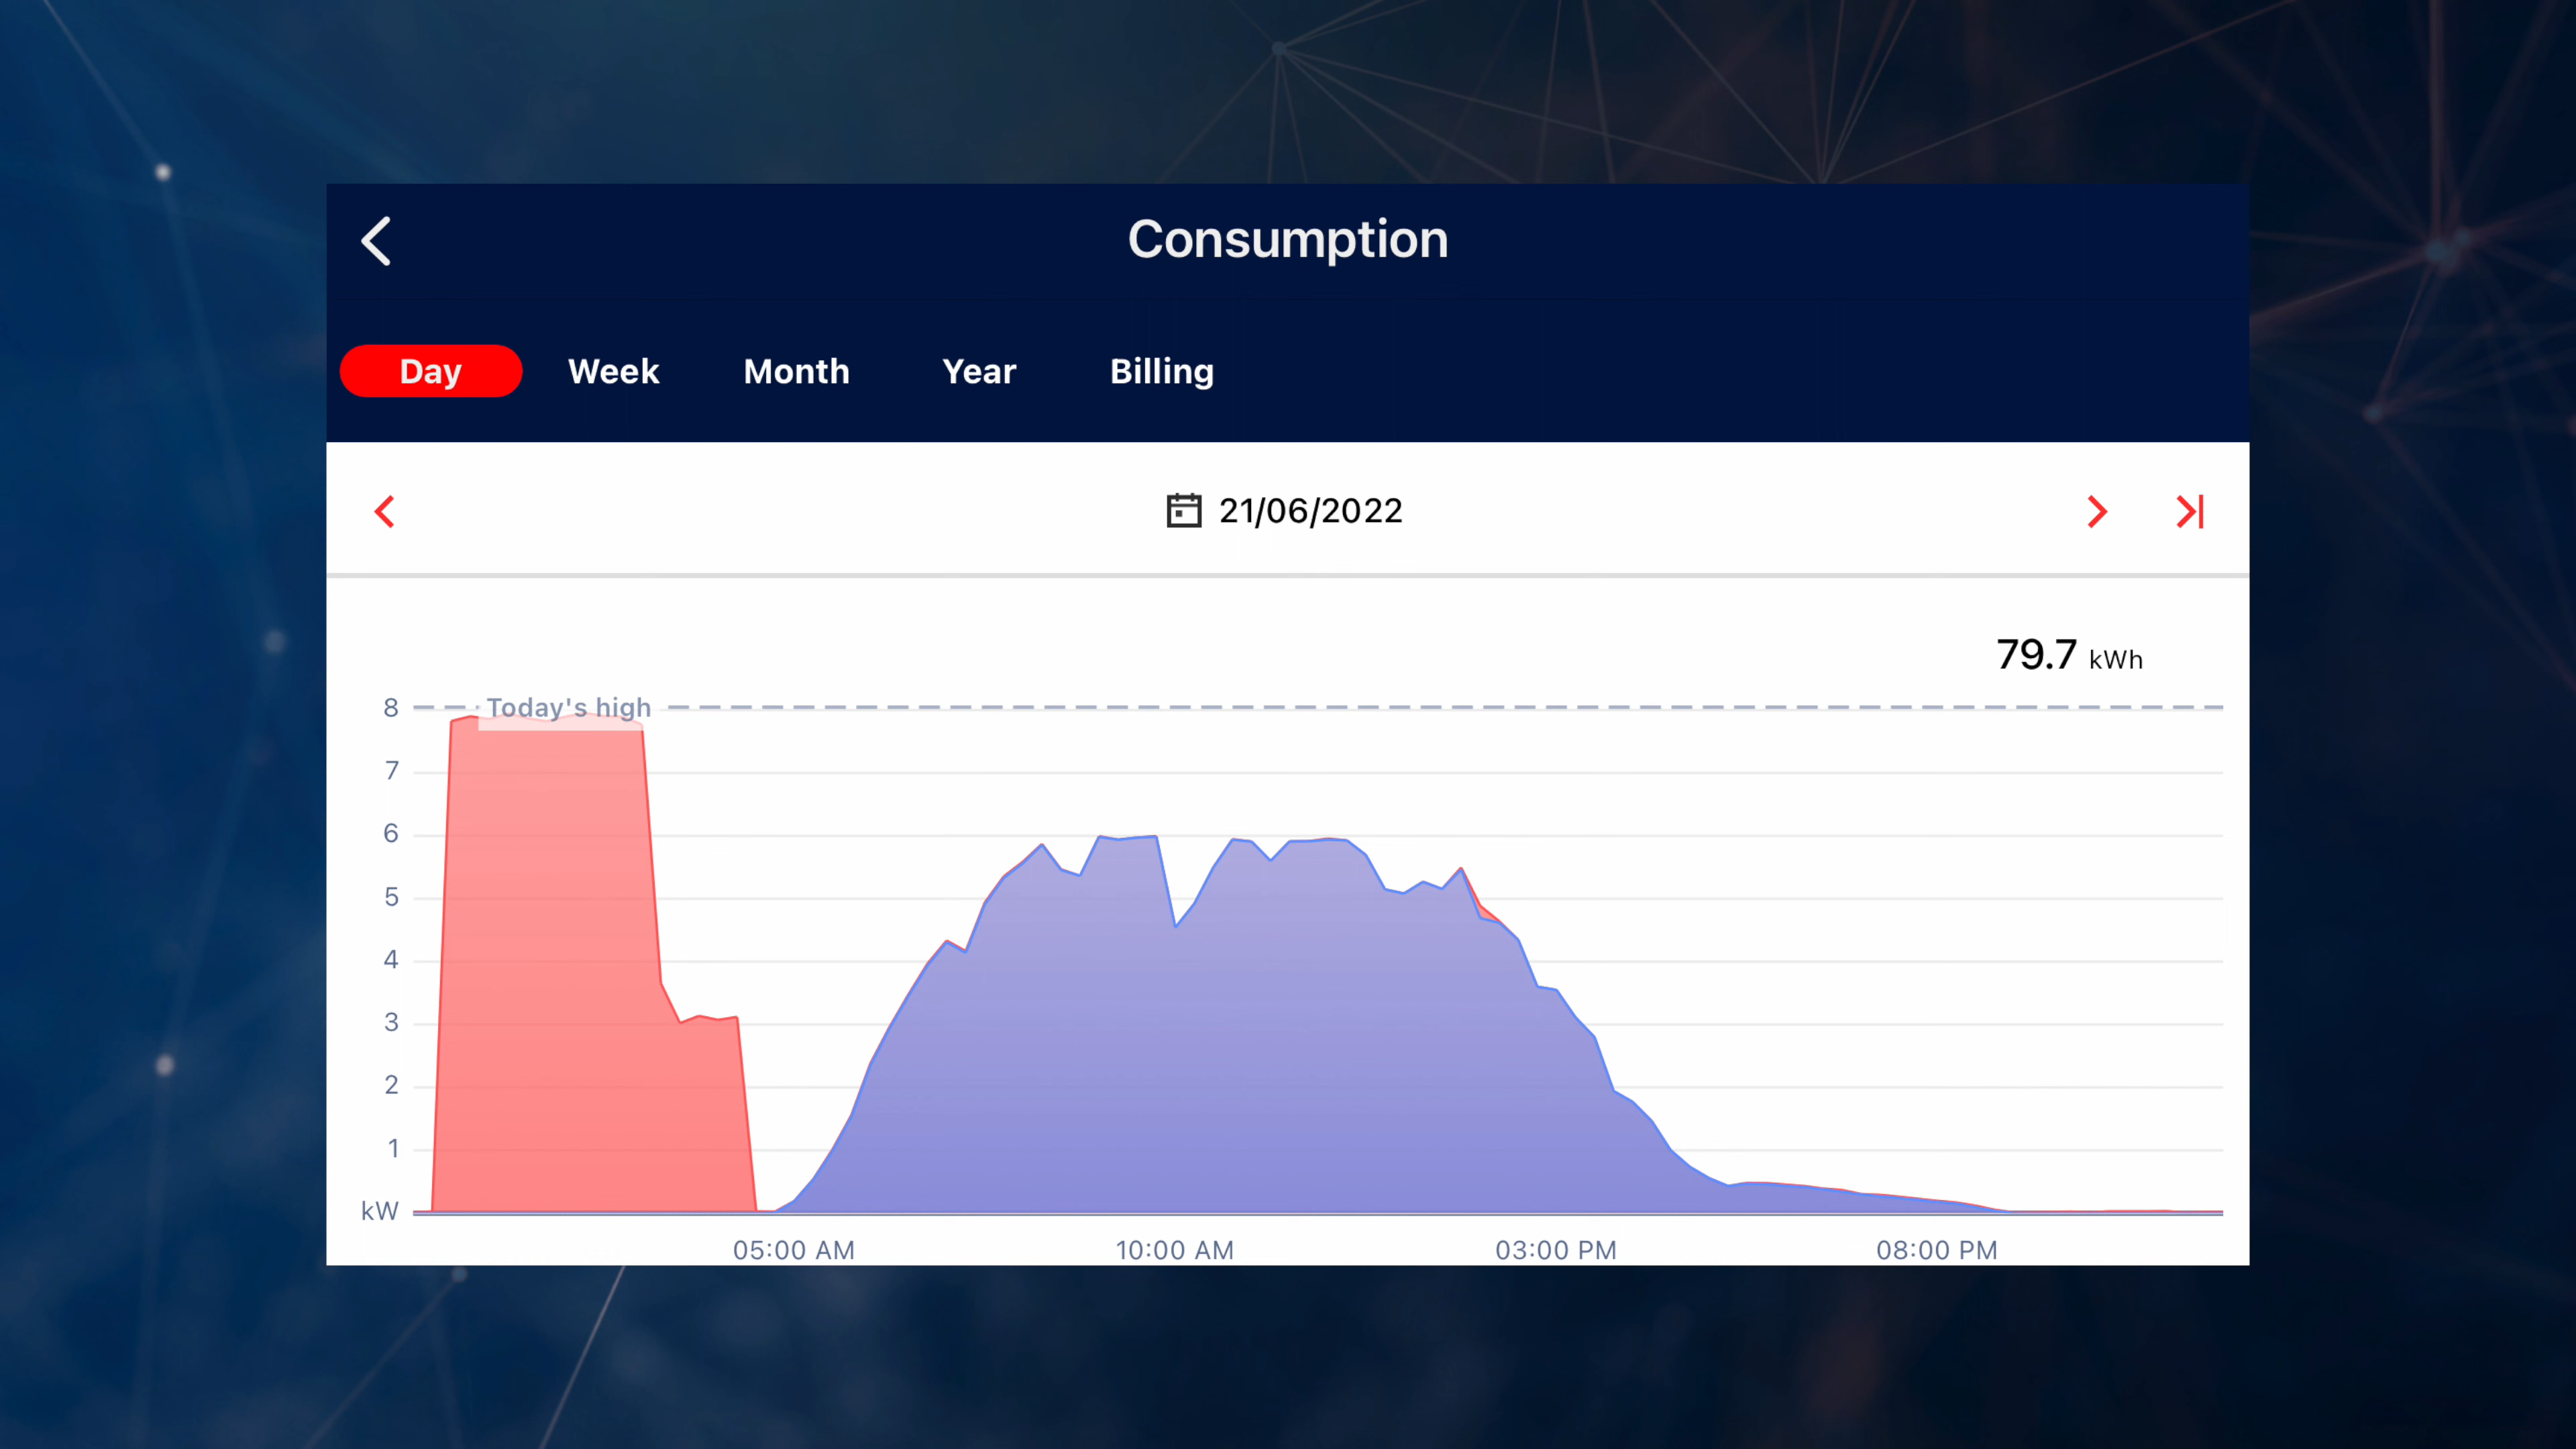 Consumption
Day Week Month Year Billing
21/06/2022
79.7 kWh
8 Today's high
7
6
5
4
3
2
1
kW
05:00 AM 10:00 AM 03:00 PM 08:00 PM